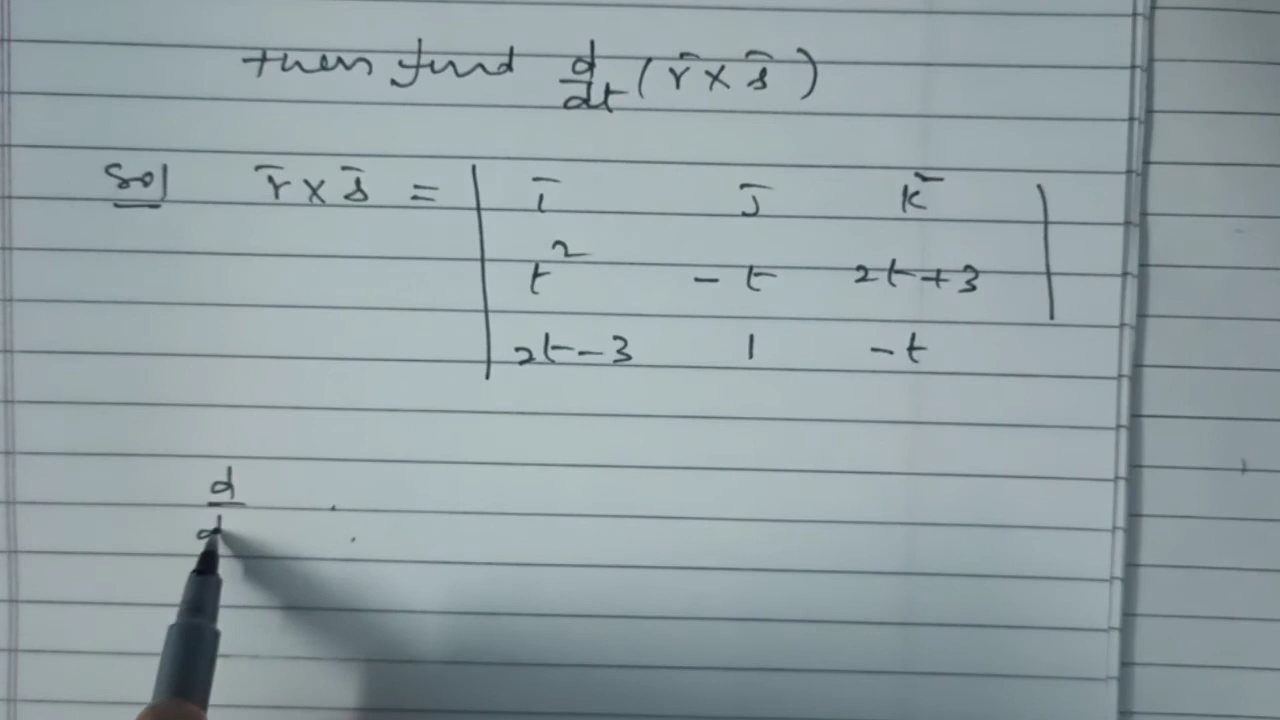 then find d/dt (r̄ × s̄)
Sol r̄ × s̄ = | ī j̄ k̄ |
t² -t 2t+3
2t-3 1 -t
d
d